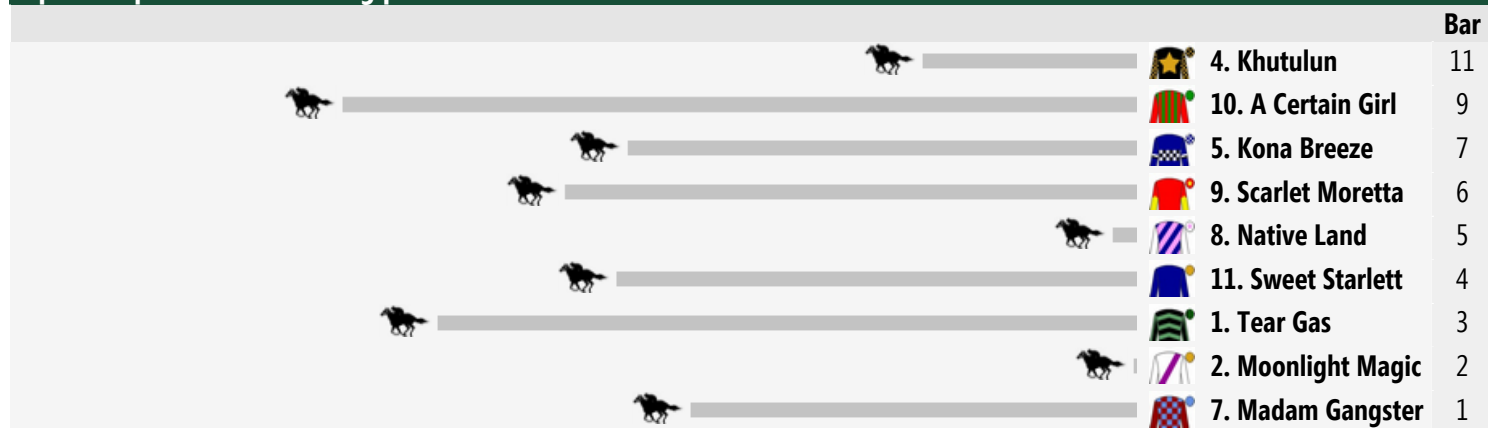 Bar
4. Khutulun 11
10. A Certain Girl 9
5. Kona Breeze 7
9. Scarlet Moretta 6
8. Native Land 5
11. Sweet Starlett 4
1. Tear Gas 3
2. Moonlight Magic 2
7. Madam Gangster 1